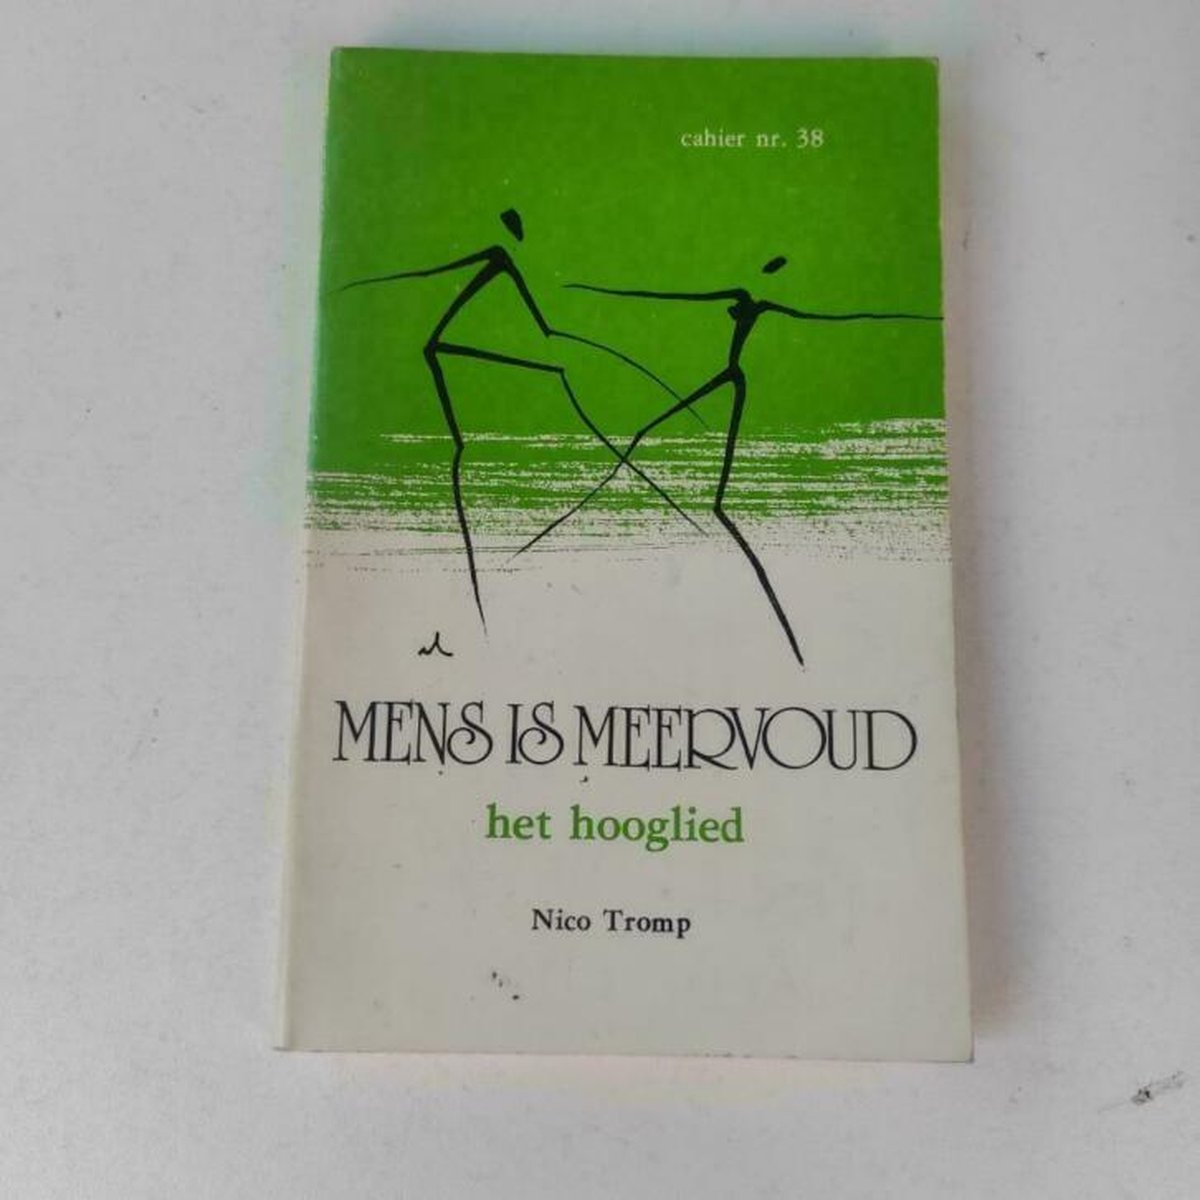 cahier nr. 38
MENS IS MEERVOUD
het hooglied
Nico Tromp